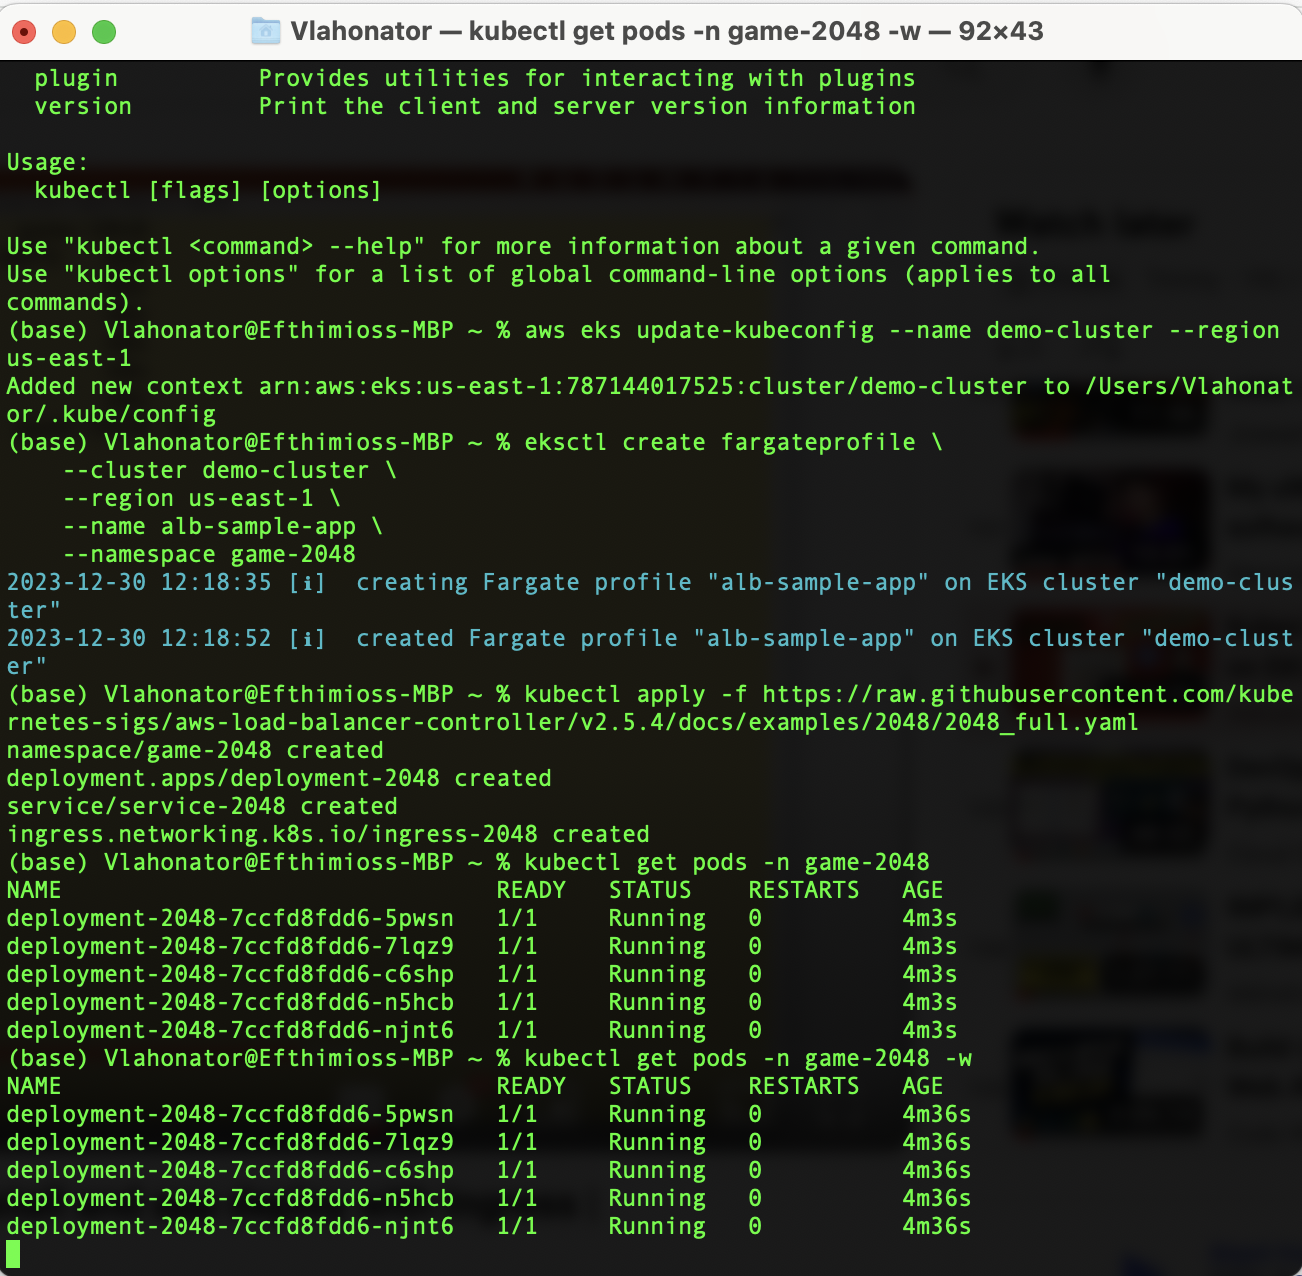 Vlahonator — kubectl get pods -n game-2048 -w — 92×43
  plugin          Provides utilities for interacting with plugins
  version         Print the client and server version information

Usage:
  kubectl [flags] [options]

Use "kubectl <command> --help" for more information about a given command.
Use "kubectl options" for a list of global command-line options (applies to all
commands).
(base) Vlahonator@Efthimioss-MBP ~ % aws eks update-kubeconfig --name demo-cluster --region
us-east-1
Added new context arn:aws:eks:us-east-1:787144017525:cluster/demo-cluster to /Users/Vlahonat
or/.kube/config
(base) Vlahonator@Efthimioss-MBP ~ % eksctl create fargateprofile \
    --cluster demo-cluster \
    --region us-east-1 \
    --name alb-sample-app \
    --namespace game-2048
2023-12-30 12:18:35 [ℹ]  creating Fargate profile "alb-sample-app" on EKS cluster "demo-clus
ter"
2023-12-30 12:18:52 [ℹ]  created Fargate profile "alb-sample-app" on EKS cluster "demo-clust
er"
(base) Vlahonator@Efthimioss-MBP ~ % kubectl apply -f https://raw.githubusercontent.com/kube
rnetes-sigs/aws-load-balancer-controller/v2.5.4/docs/examples/2048/2048_full.yaml
namespace/game-2048 created
deployment.apps/deployment-2048 created
service/service-2048 created
ingress.networking.k8s.io/ingress-2048 created
(base) Vlahonator@Efthimioss-MBP ~ % kubectl get pods -n game-2048
NAME                               READY   STATUS    RESTARTS   AGE
deployment-2048-7ccfd8fdd6-5pwsn   1/1     Running   0          4m3s
deployment-2048-7ccfd8fdd6-7lqz9   1/1     Running   0          4m3s
deployment-2048-7ccfd8fdd6-c6shp   1/1     Running   0          4m3s
deployment-2048-7ccfd8fdd6-n5hcb   1/1     Running   0          4m3s
deployment-2048-7ccfd8fdd6-njnt6   1/1     Running   0          4m3s
(base) Vlahonator@Efthimioss-MBP ~ % kubectl get pods -n game-2048 -w
NAME                               READY   STATUS    RESTARTS   AGE
deployment-2048-7ccfd8fdd6-5pwsn   1/1     Running   0          4m36s
deployment-2048-7ccfd8fdd6-7lqz9   1/1     Running   0          4m36s
deployment-2048-7ccfd8fdd6-c6shp   1/1     Running   0          4m36s
deployment-2048-7ccfd8fdd6-n5hcb   1/1     Running   0          4m36s
deployment-2048-7ccfd8fdd6-njnt6   1/1     Running   0          4m36s